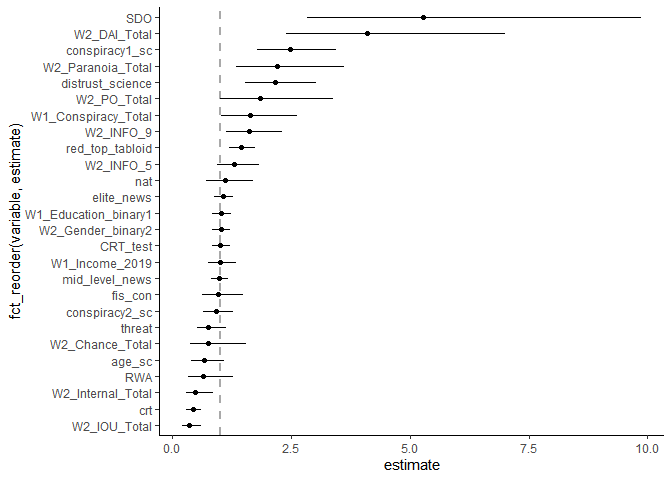 SDO
W2_DAI_Total
conspiracy1_sc
W2_Paranoia_Total
distrust_science
W2_PO_Total
W1_Conspiracy_Total
W2_INFO_9
red_top_tabloid
W2_INFO_5
nat
elite_news
W1_Education_binary1
W2_Gender_binary2
CRT_test
W1_Income_2019
mid_level_news
fis_con
conspiracy2_sc
threat
W2_Chance_Total
age_sc
RWA
W2_Internal_Total
crt
W2_IOU_Total
fct_reorder(variable, estimate)
0.0 2.5 5.0 7.5 10.0
estimate